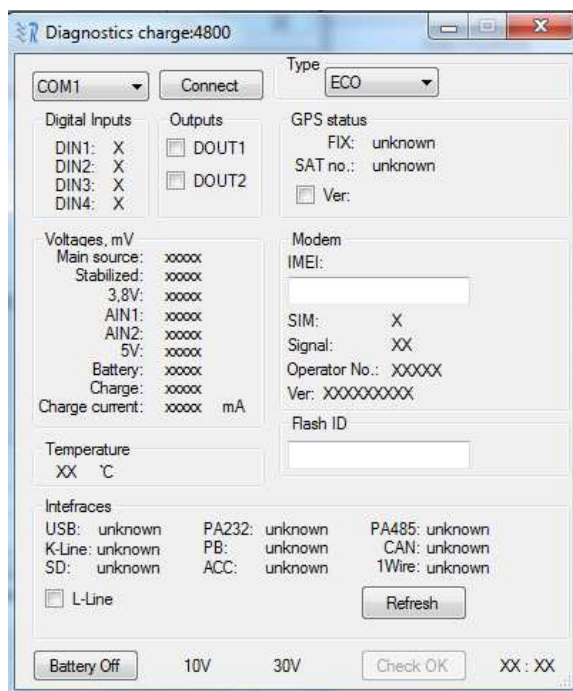 Diagnostics charge:4800
COM1 Connect
Type
ECO
Digital Inputs
DIN1: X
DIN2: X
DIN3: X
DIN4: X
Outputs
DOUT1
DOUT2
GPS status
FIX: unknown
SAT no.: unknown
Ver:
Voltages, mV
Main source: xxxxx
Stabilized: xxxxx
3,8V: xxxxx
AIN1: xxxxx
AIN2: xxxxx
5V: xxxxx
Battery: xxxxx
Charge: xxxxx
Charge current: xxxxx mA
Modem
IMEI:
SIM: X
Signal: XX
Operator No.: XXXXX
Ver: XXXXXXXXX
Flash ID
Temperature
XX °C
Intefraces
USB: unknown PA232: unknown PA485: unknown
K-Line: unknown PB: unknown CAN: unknown
SD: unknown ACC: unknown 1Wire: unknown
L-Line
Refresh
Battery Off 10V 30V Check OK XX : XX